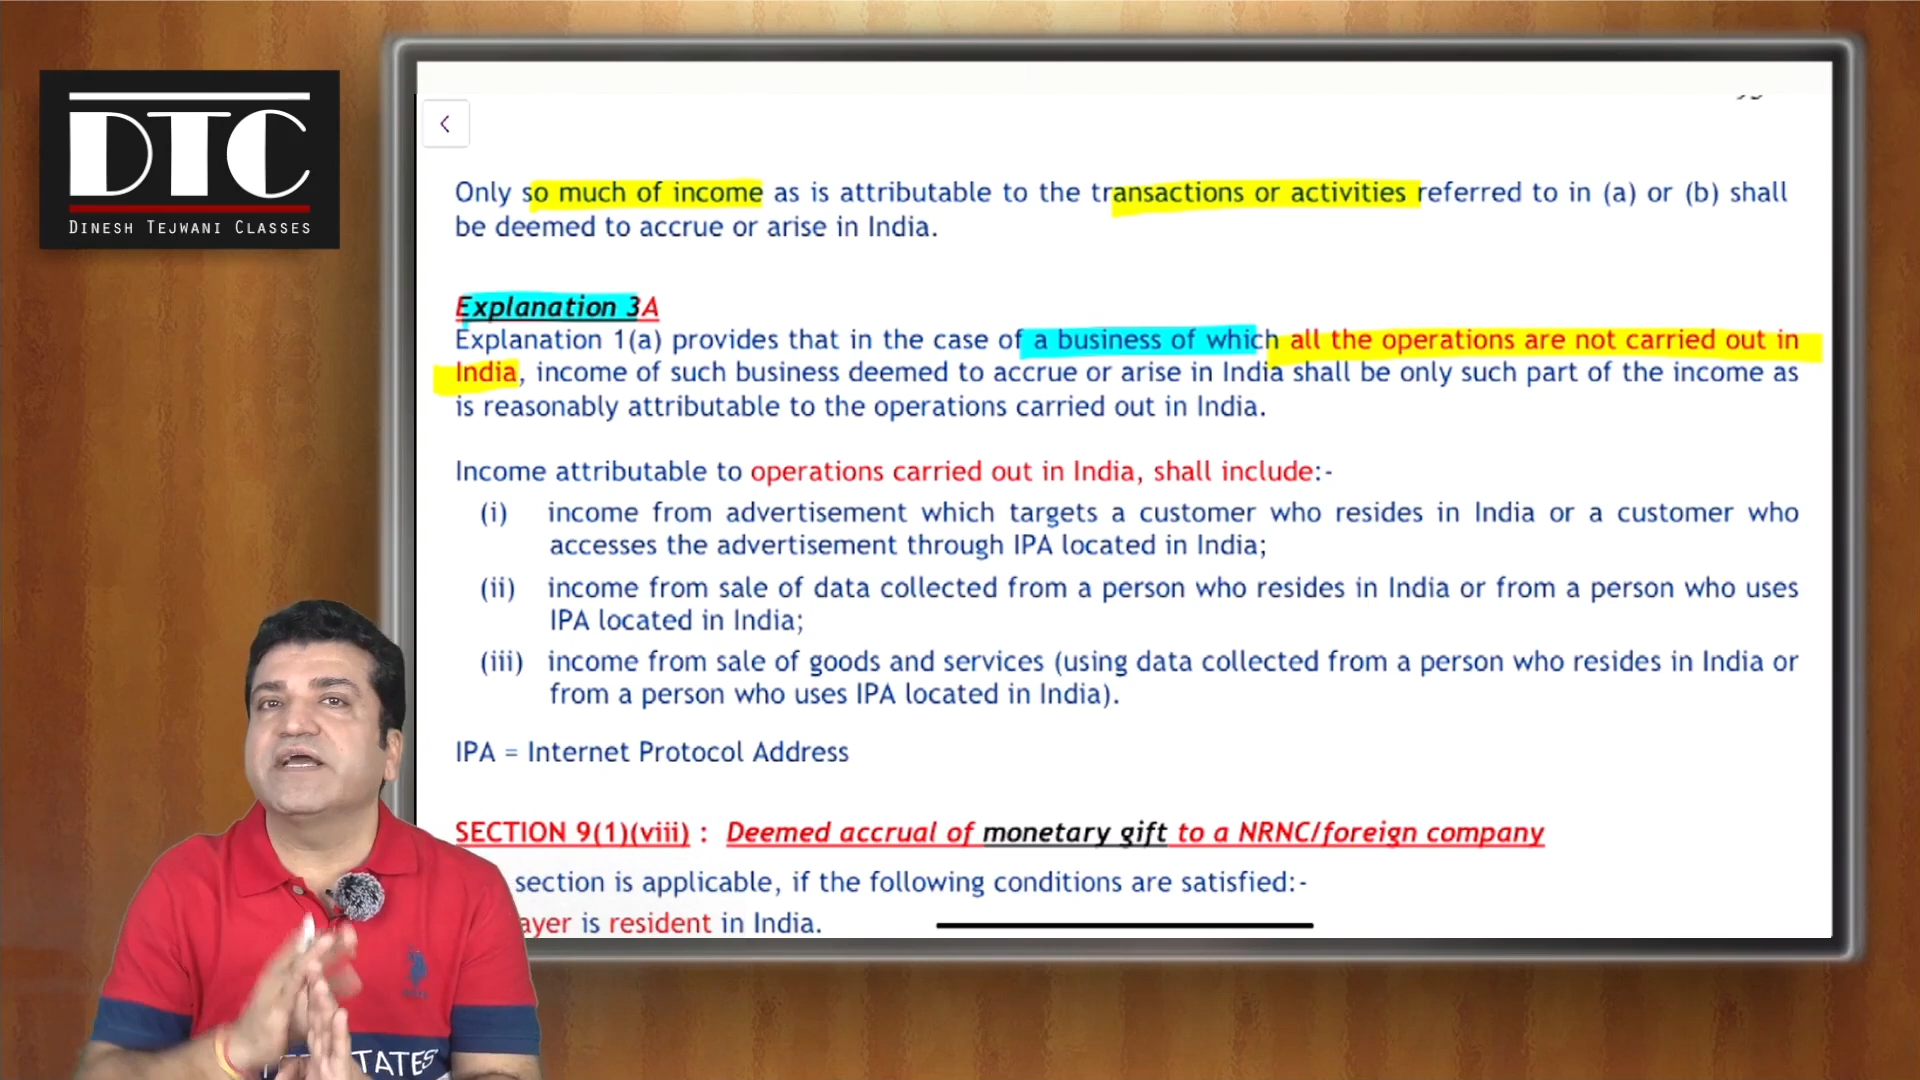 DTC
DINESH TEJWANI CLASSES
Only so much of income as is attributable to the transactions or activities referred to in (a) or (b) shall
be deemed to accrue or arise in India.
Explanation 3A
Explanation 1(a) provides that in the case of a business of which all the operations are not carried out in
India, income of such business deemed to accrue or arise in India shall be only such part of the income as
is reasonably attributable to the operations carried out in India.
Income attributable to operations carried out in India, shall include:-
(i) income from advertisement which targets a customer who resides in India or a customer who
accesses the advertisement through IPA located in India;
(ii) income from sale of data collected from a person who resides in India or from a person who uses
IPA located in India;
(iii) income from sale of goods and services (using data collected from a person who resides in India or
from a person who uses IPA located in India).
IPA = Internet Protocol Address
SECTION 9(1)(viii) : Deemed accrual of monetary gift to a NRNC/foreign company
section is applicable, if the following conditions are satisfied:-
ayer is resident in India.
TATES